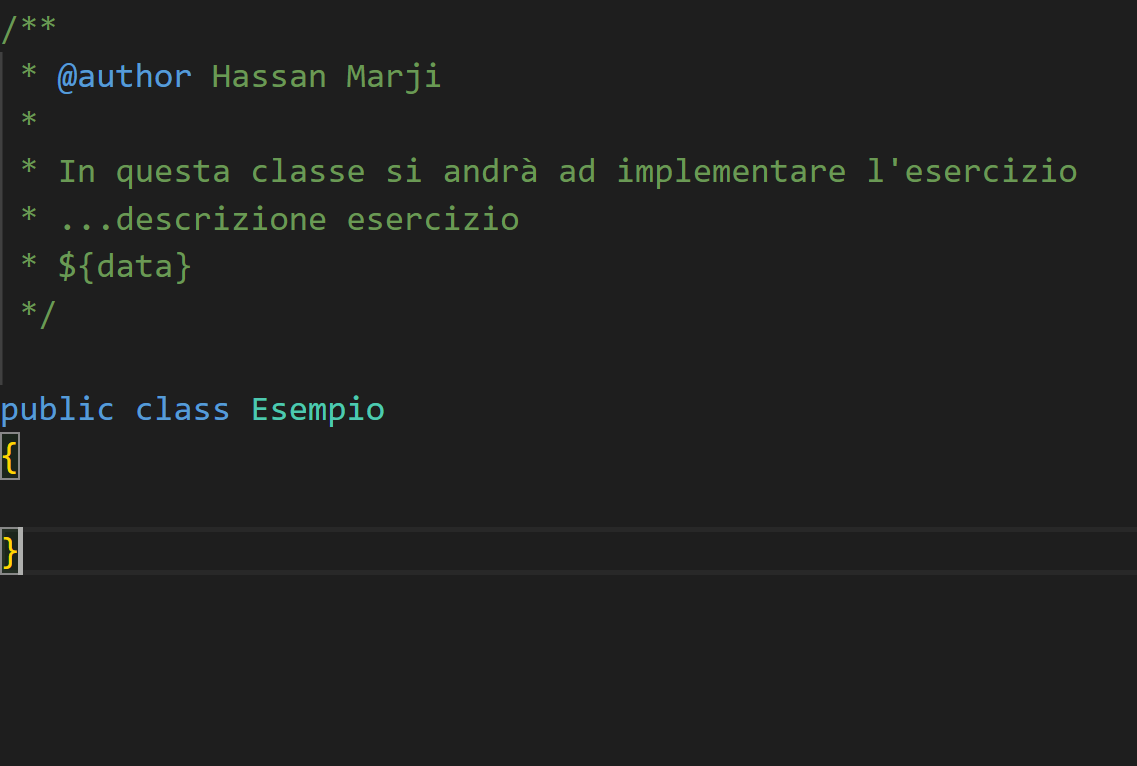 /**
 * @author Hassan Marji
 *
 * In questa classe si andrà ad implementare l'esercizio
 * ...descrizione esercizio
 * ${data}
 */
public class Esempio
{
}